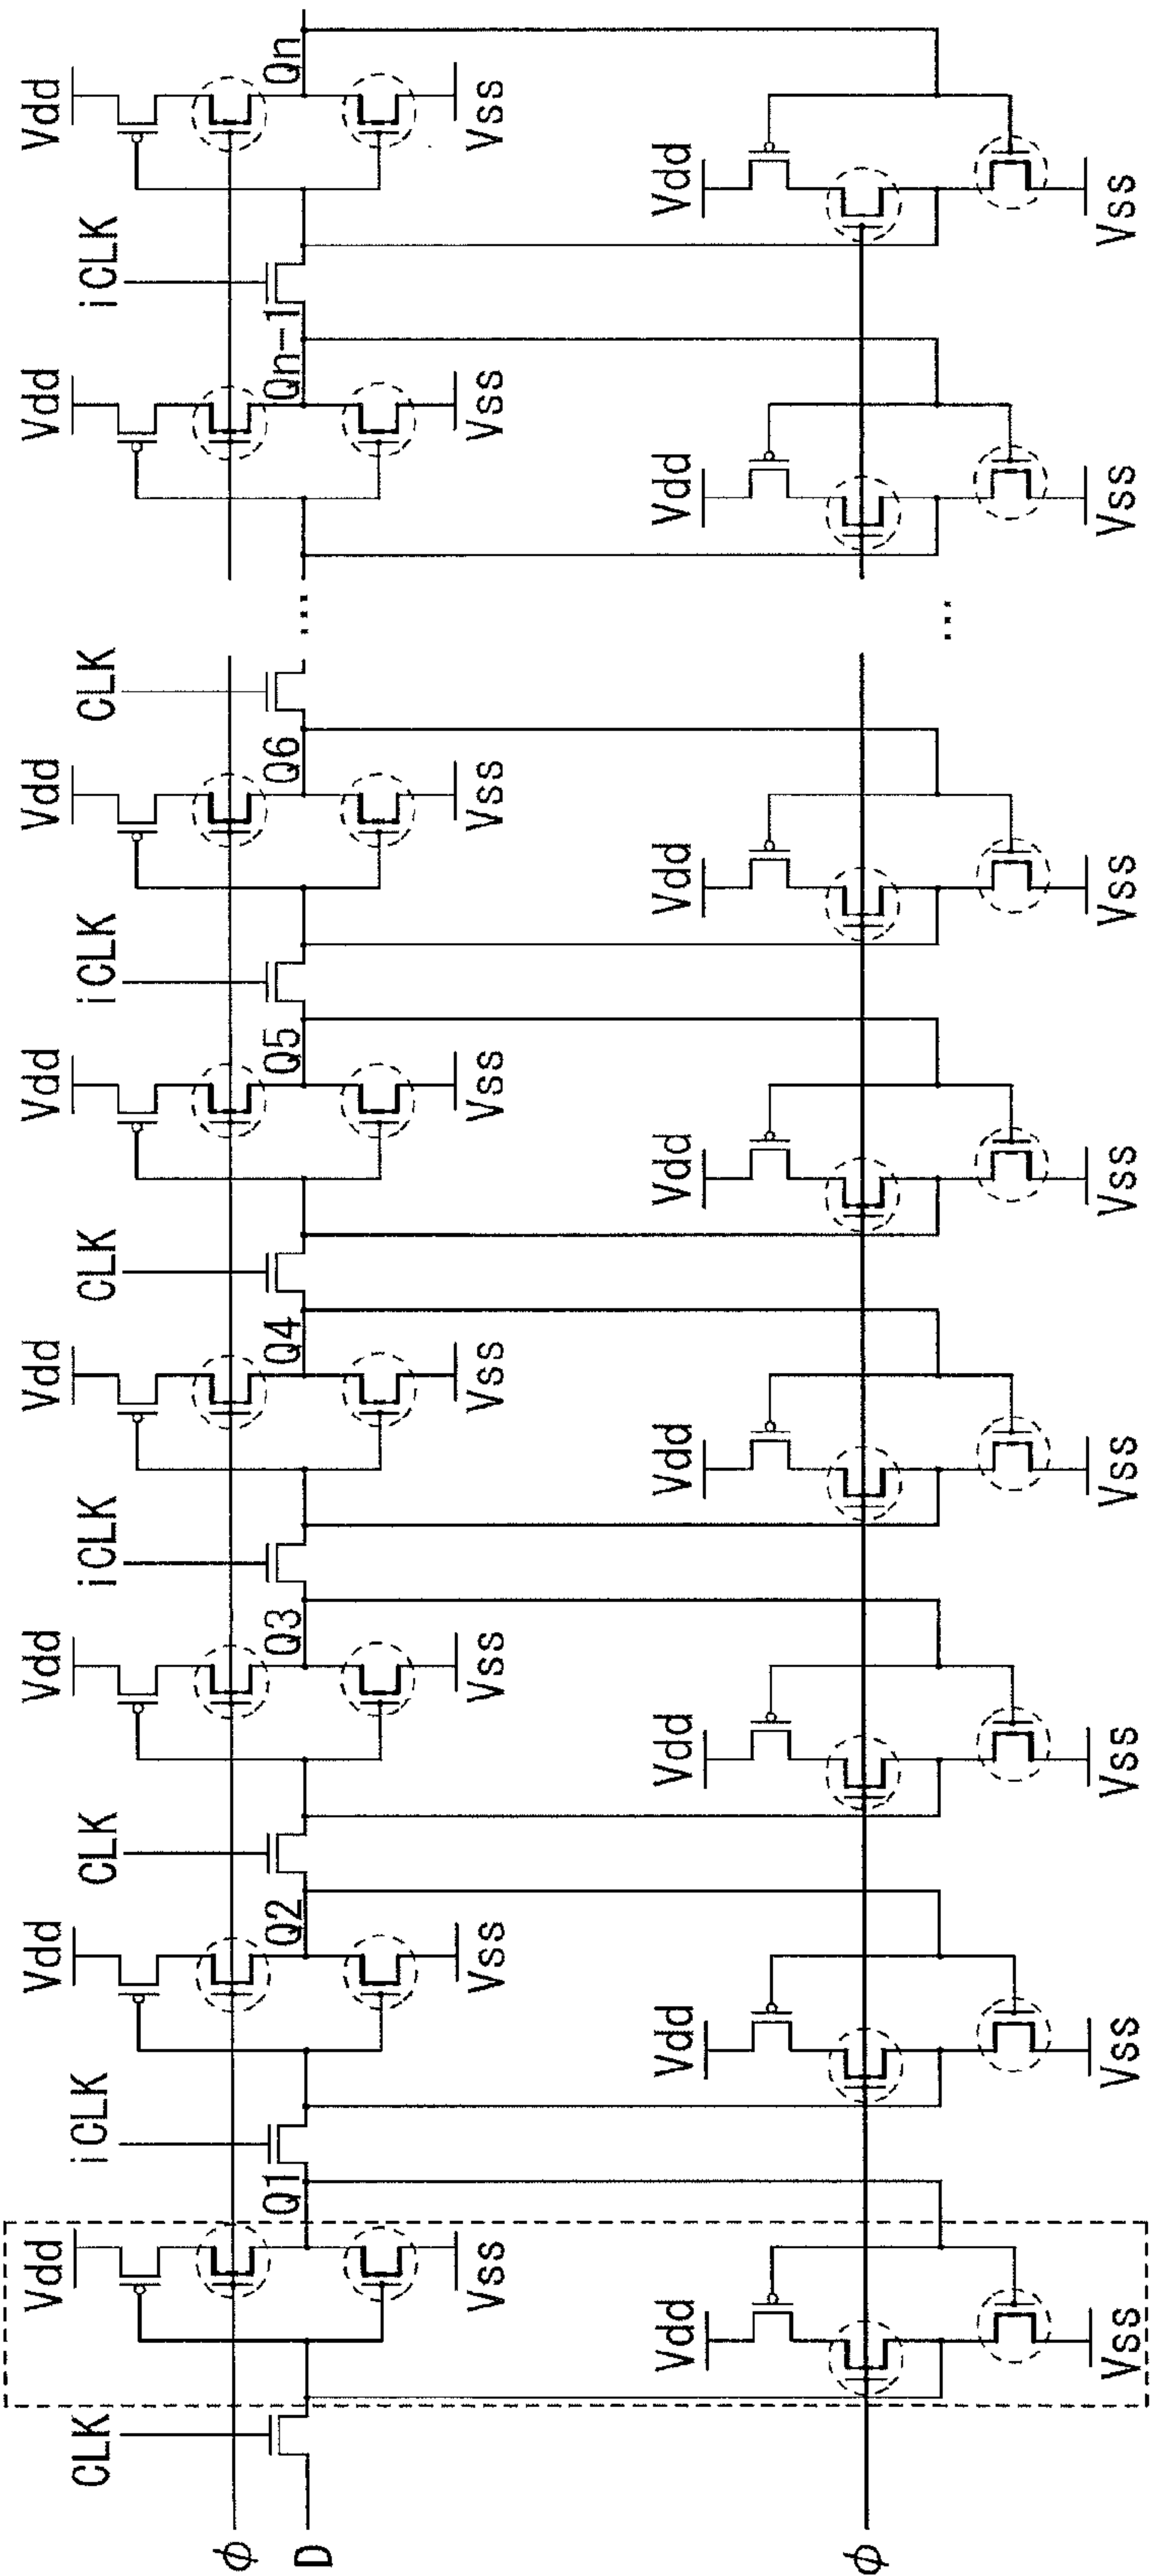 Vdd Vdd Vdd Vdd Vdd Vdd Vdd Vdd
CLK iCLK CLK iCLK CLK iCLK CLK iCLK
ϕ
Q1 Q2 Q3 Q4 Q5 Q6 Qn-1 Qn
D ...
Vss Vss Vss Vss Vss Vss Vss Vss
Vdd Vdd Vdd Vdd Vdd Vdd Vdd Vdd
ϕ
...
Vss Vss Vss Vss Vss Vss Vss Vss